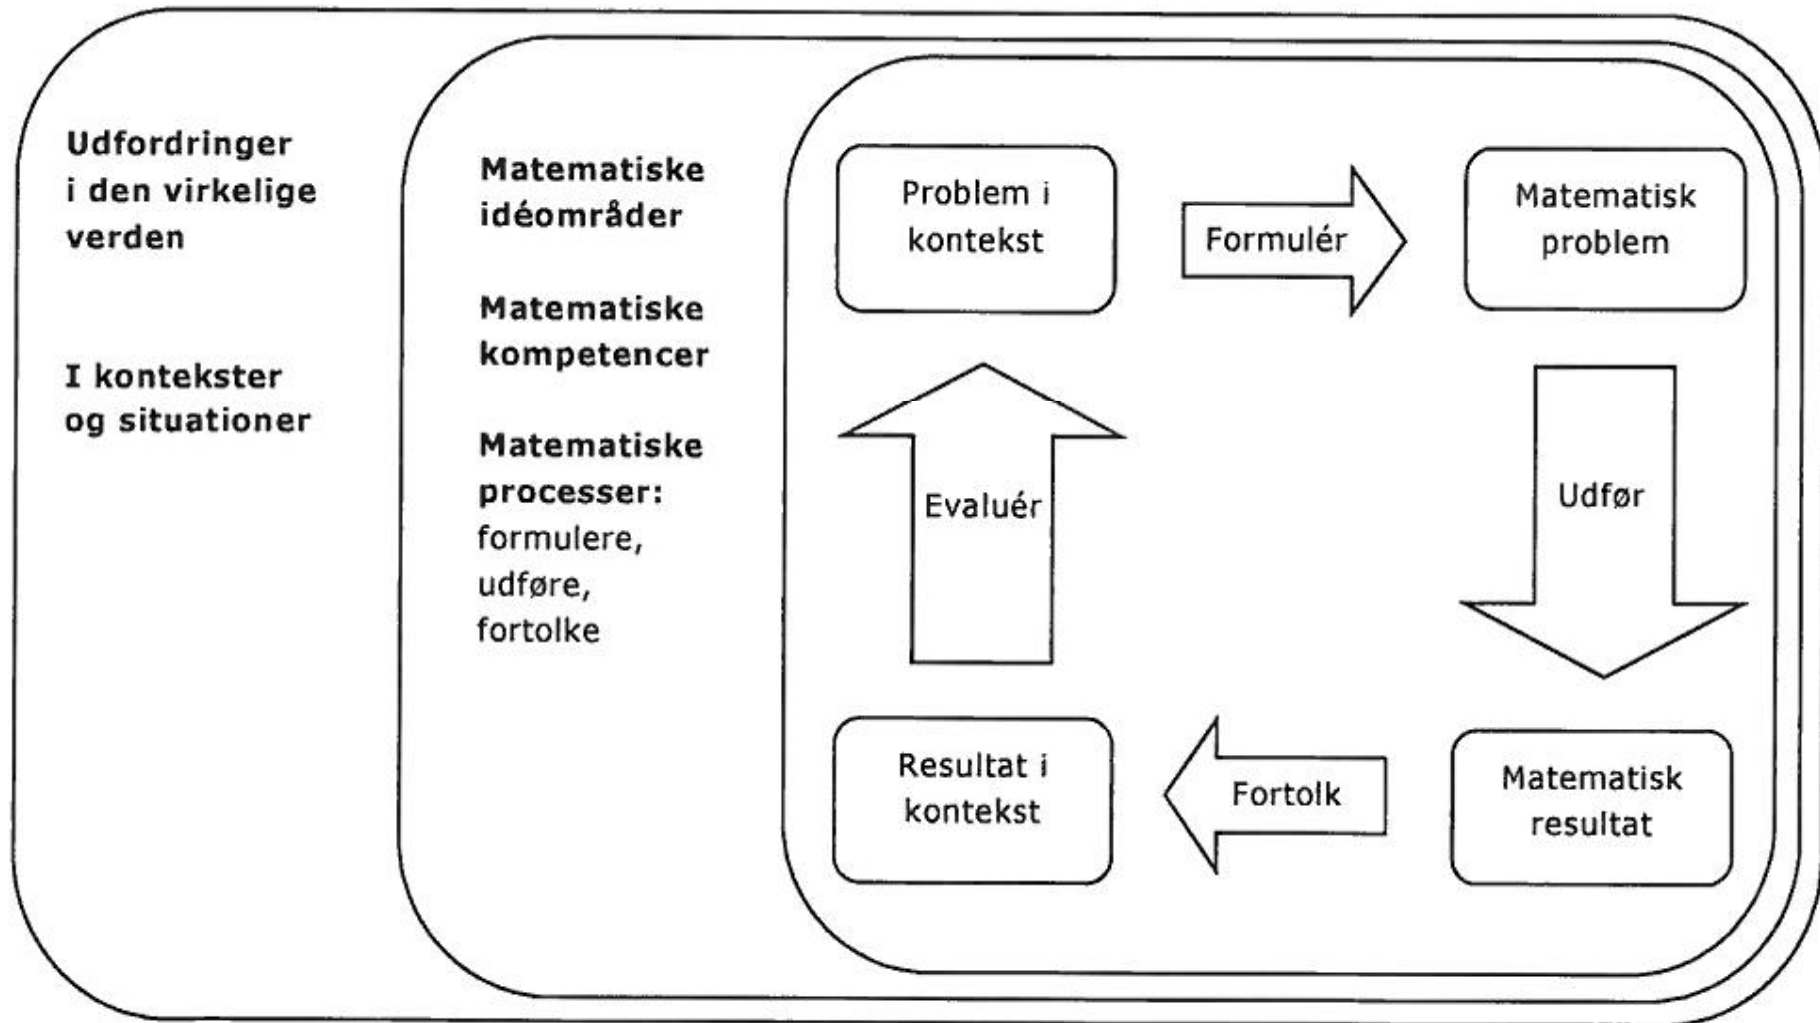 Udfordringer
i den virkelige
verden
I kontekster
og situationer
Matematiske
idéområder
Matematiske
kompetencer
Matematiske
processer:
formulere,
udføre,
fortolke
Problem i
kontekst
Formulér
Matematisk
problem
Evaluér
Udfør
Resultat i
kontekst
Fortolk
Matematisk
resultat